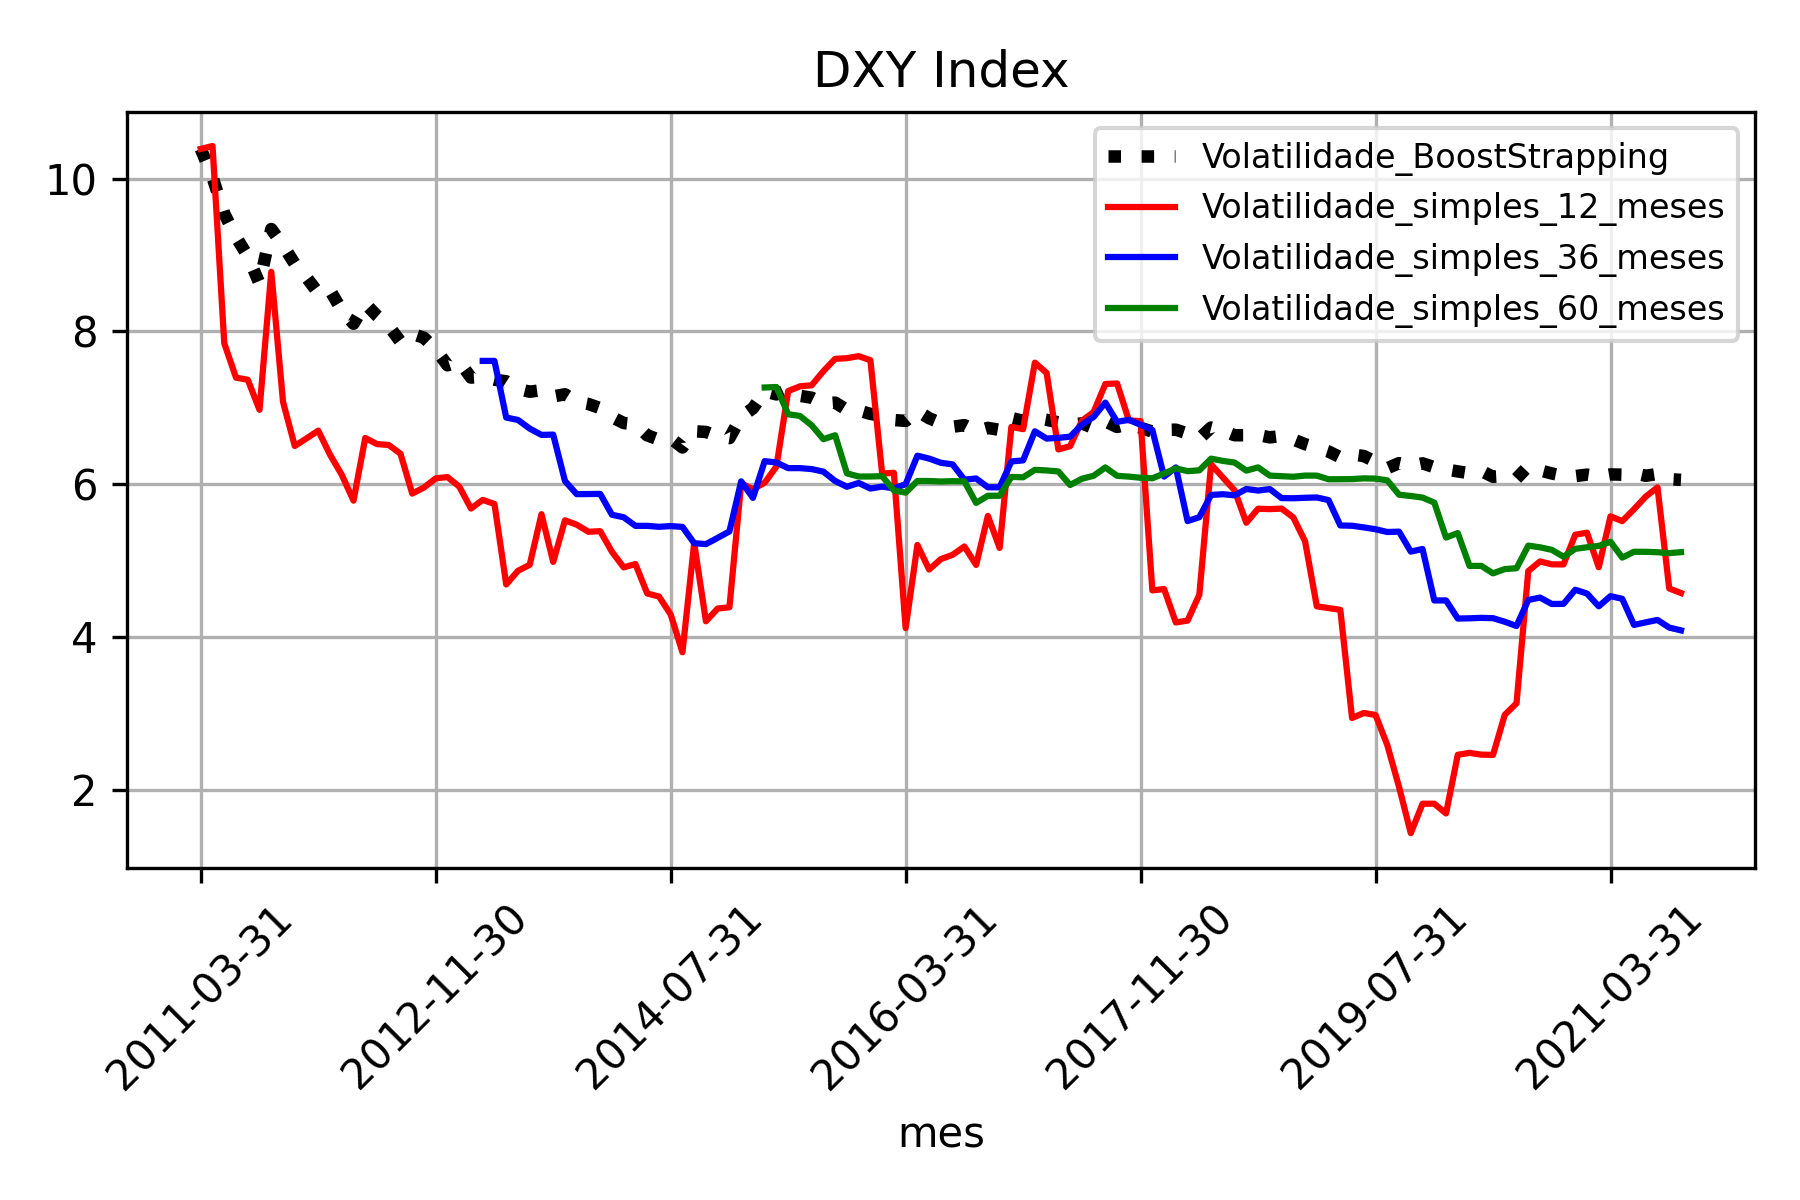 DXY Index
Volatilidade_BoostStrapping
Volatilidade_simples_12_meses
Volatilidade_simples_36_meses
Volatilidade_simples_60_meses
10
8
6
4
2
2011-03-31
2012-11-30
2014-07-31
2016-03-31
2017-11-30
2019-07-31
2021-03-31
mes